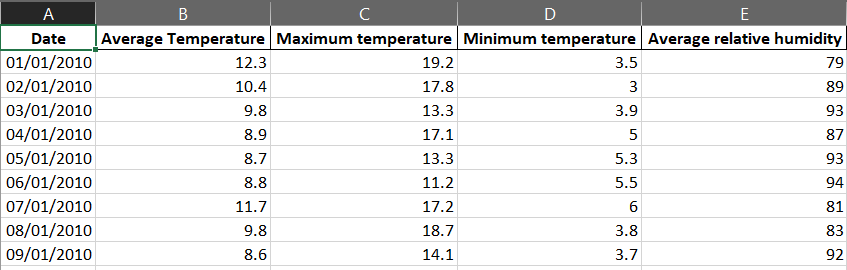 A B C D E
Date Average Temperature Maximum temperature Minimum temperature Average relative humidity
01/01/2010 12.3 19.2 3.5 79
02/01/2010 10.4 17.8 3 89
03/01/2010 9.8 13.3 3.9 93
04/01/2010 8.9 17.1 5 87
05/01/2010 8.7 13.3 5.3 93
06/01/2010 8.8 11.2 5.5 94
07/01/2010 11.7 17.2 6 81
08/01/2010 9.8 18.7 3.8 83
09/01/2010 8.6 14.1 3.7 92